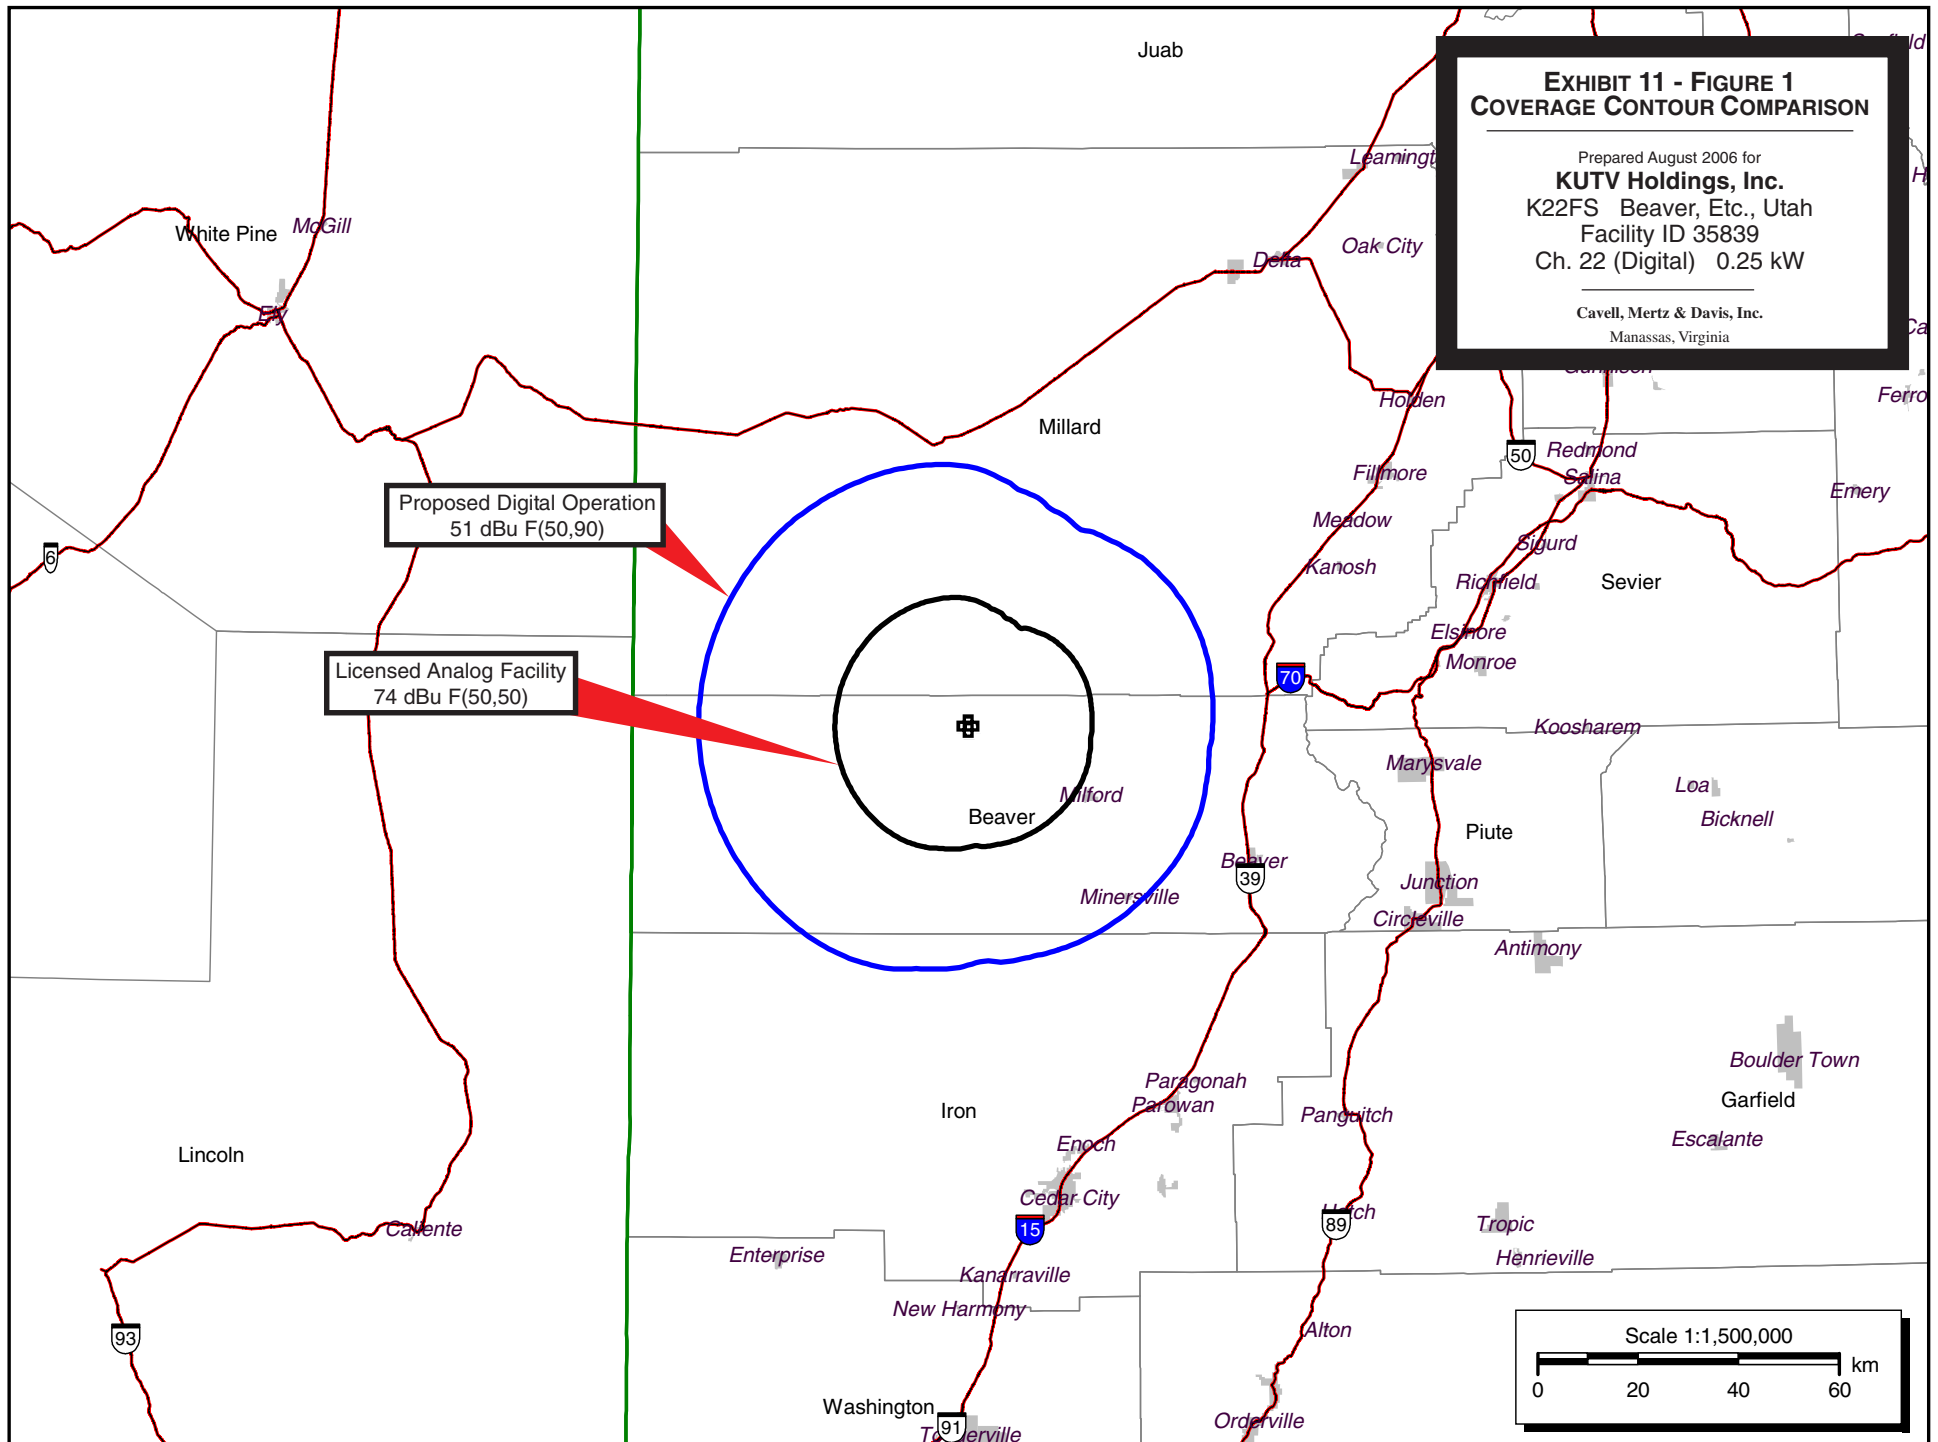 Juab
EXHIBIT 11 - FIGURE 1
COVERAGE CONTOUR COMPARISON
Prepared August 2006 for
KUTV Holdings, Inc.
K22FS Beaver, Etc., Utah
Facility ID 35839
Ch. 22 (Digital) 0.25 kW
Cavell, Mertz & Davis, Inc.
Manassas, Virginia
Leamingt
H
White Pine
McGill
Oak City
Delta
Ely
Ca
Holden
Ferro
Millard
50
Redmond
Fillmore
Salina
Emery
Proposed Digital Operation
51 dBu F(50,90)
Meadow
Sigurd
6
Kanosh
Richfield
Sevier
Elsinore
Monroe
Licensed Analog Facility
74 dBu F(50,50)
70
Koosharem
Marysvale
Loa
Milford
Beaver
Bicknell
Piute
Beaver
39
Junction
Minersville
Circleville
Antimony
Boulder Town
Paragonah
Parowan
Iron
Panguitch
Garfield
Enoch
Escalante
Lincoln
Cedar City
Hatch
15
89
Tropic
Caliente
Enterprise
Henrieville
Kanarraville
New Harmony
93
Alton
Scale 1:1,500,000
km
0 20 40 60
Washington
91
Orderville